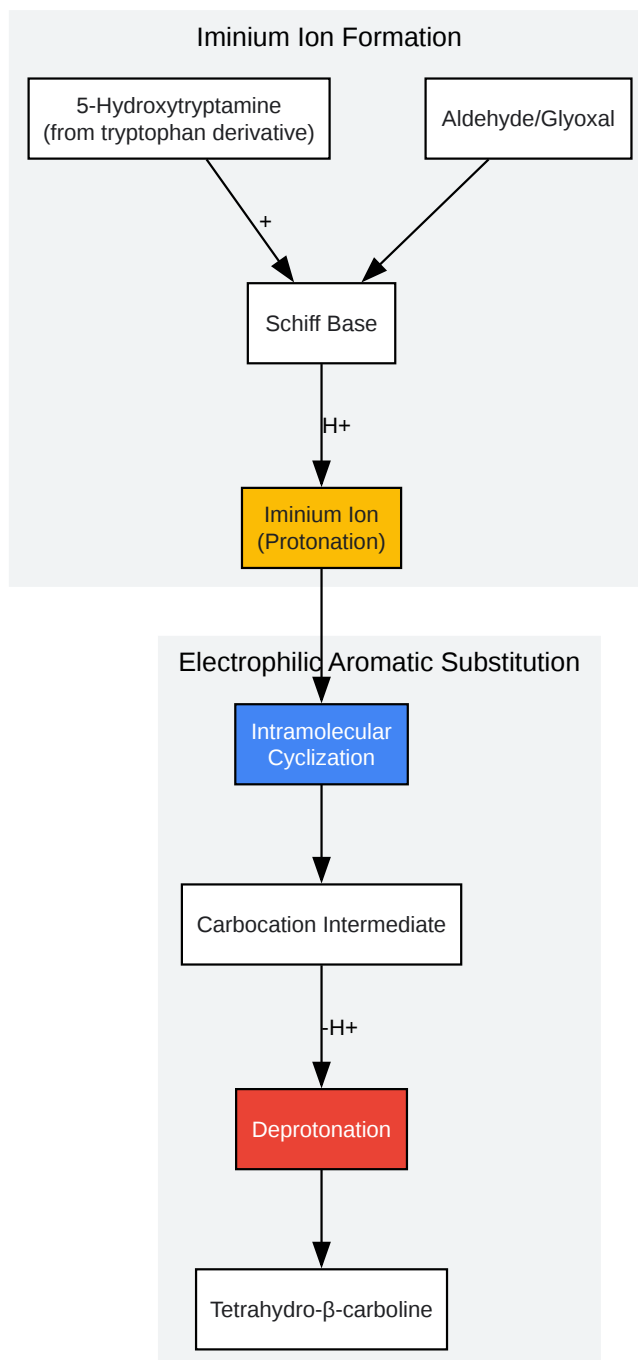 Iminium Ion Formation
5-Hydroxytryptamine
(from tryptophan derivative)
Aldehyde/Glyoxal
+
Schiff Base
H+
Iminium Ion
(Protonation)
Electrophilic Aromatic Substitution
Intramolecular
Cyclization
Carbocation Intermediate
-H+
Deprotonation
Tetrahydro-β-carboline